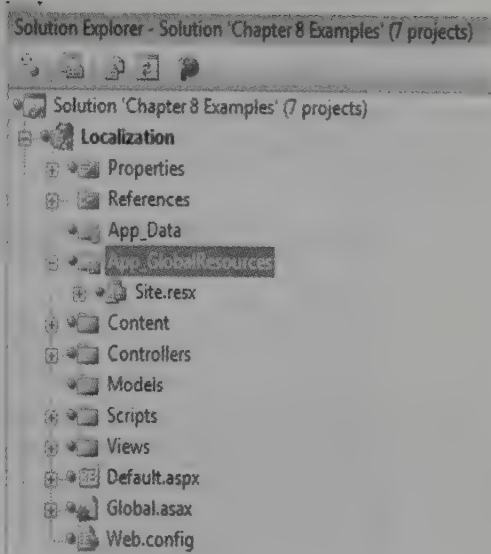 Solution Explorer - Solution 'Chapter 8 Examples' (7 projects)
Solution 'Chapter 8 Examples' (7 projects)
Localization
Properties
References
App_Data
App_GlobalResources
Site.resx
Content
Controllers
Models
Scripts
Views
Default.aspx
Global.asax
Web.config